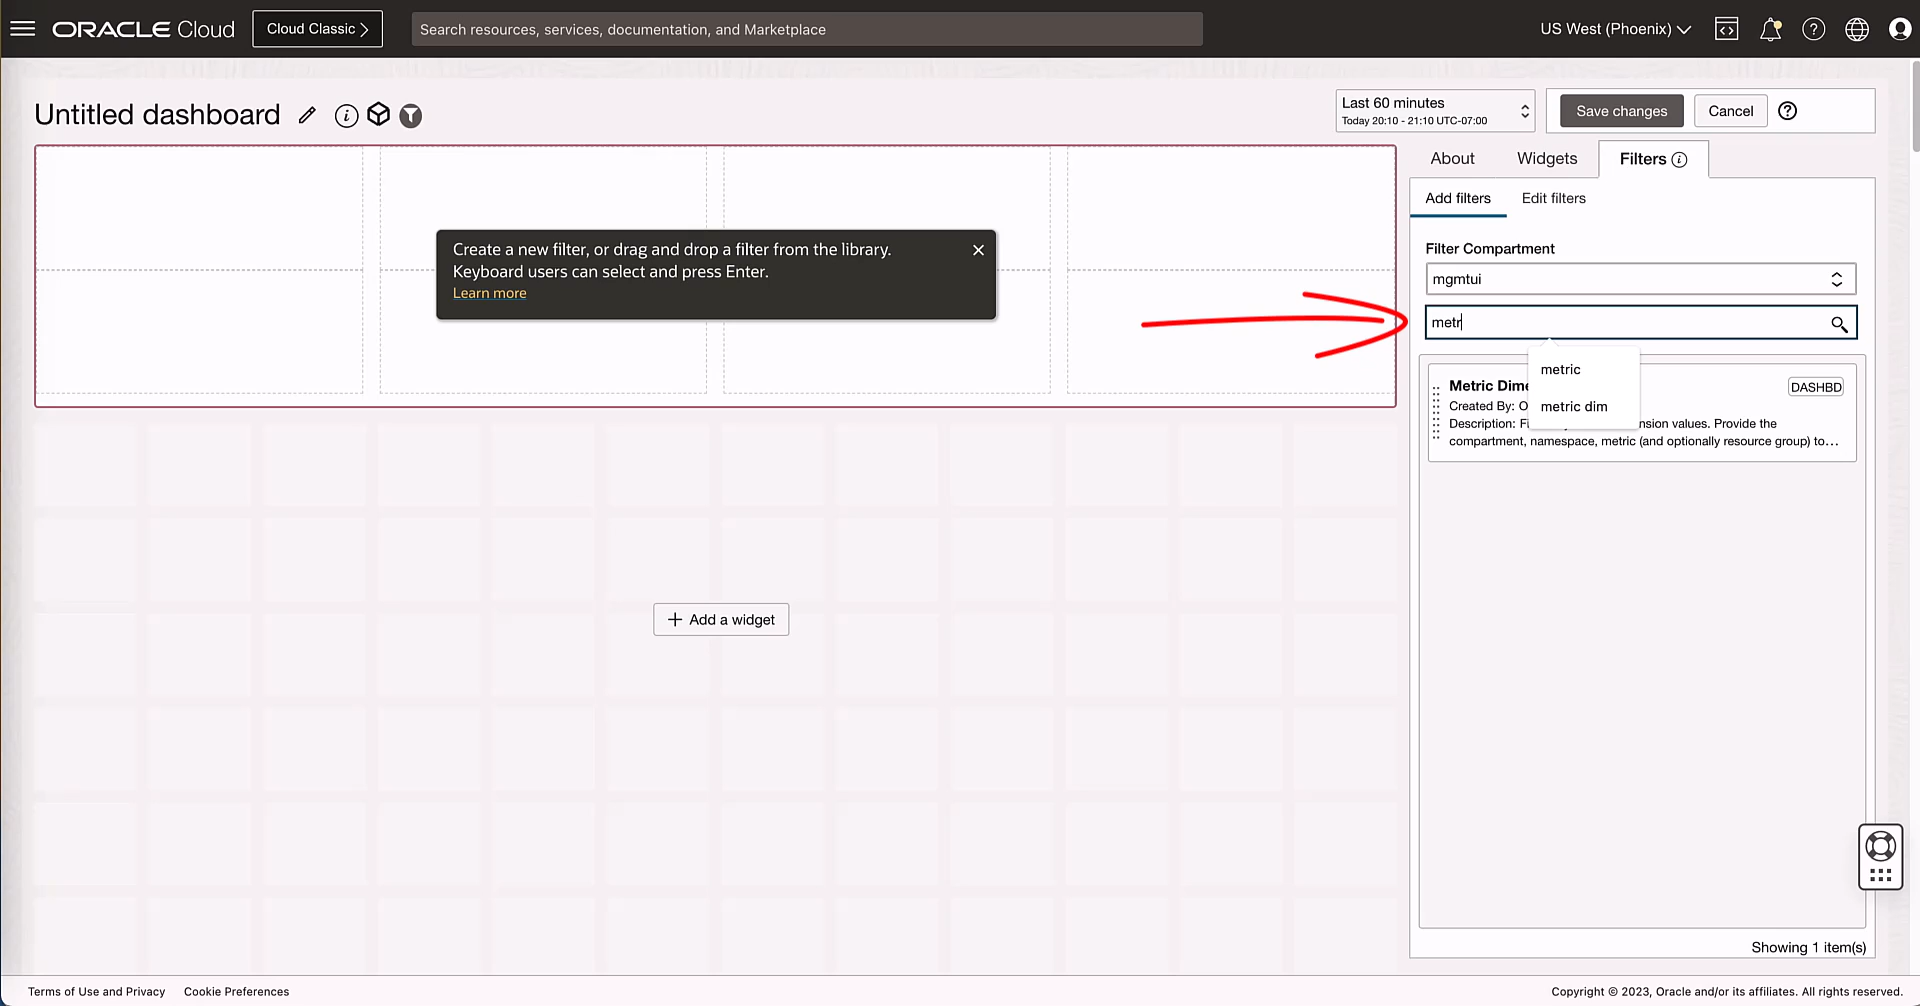 ORACLE Cloud
Cloud Classic
Search resources, services, documentation, and Marketplace
US West (Phoenix)
Untitled dashboard
Last 60 minutes
Today 20:10 - 21:10 UTC-07:00
Save changes
Cancel
About
Widgets
Filters
Add filters
Edit filters
Create a new filter, or drag and drop a filter from the library.
Keyboard users can select and press Enter.
Learn more
Filter Compartment
mgmtui
metr
metric
metric dim
Metric
DASHBD
Created By:
Description: values. Provide the
compartment, namespace, metric (and optionally resource group) to...
Add a widget
Showing 1 item(s)
Terms of Use and Privacy
Cookie Preferences
Copyright © 2023, Oracle and/or its affiliates. All rights reserved.